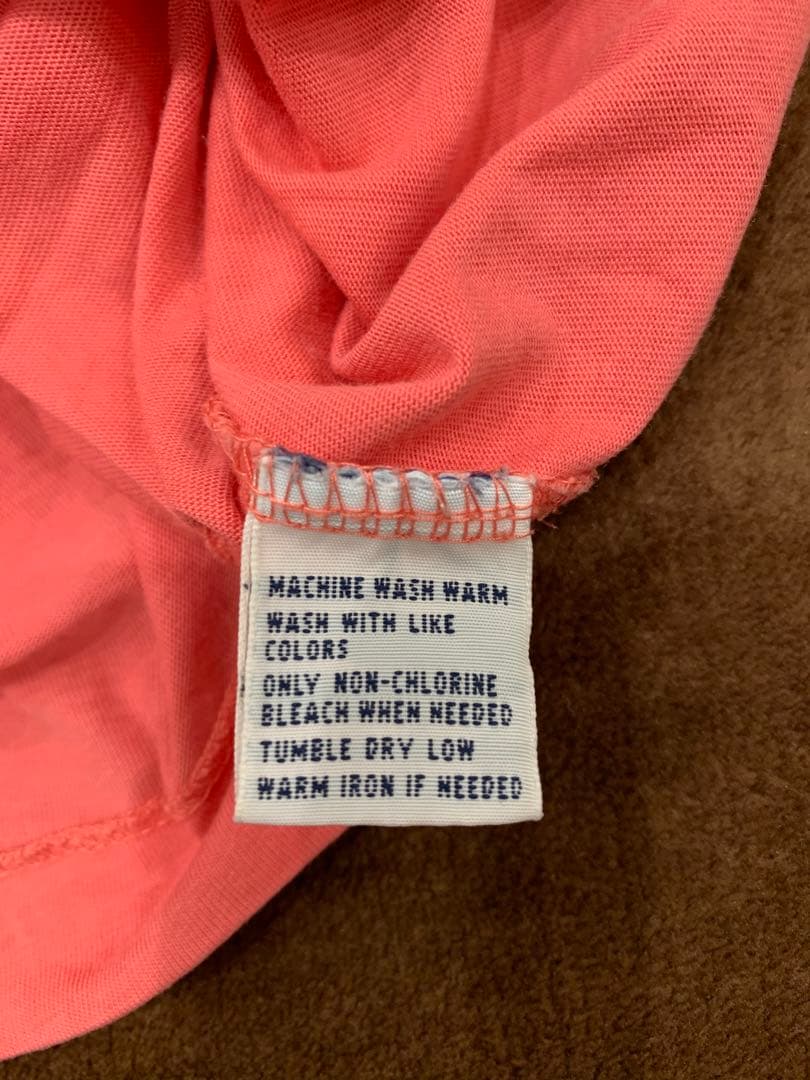 MACHINE WASH WARM
WASH WITH LIKE
COLORS
ONLY NON-CHLORINE
BLEACH WHEN NEEDED
TUMBLE DRY LOW
WARM IRON IF NEEDED